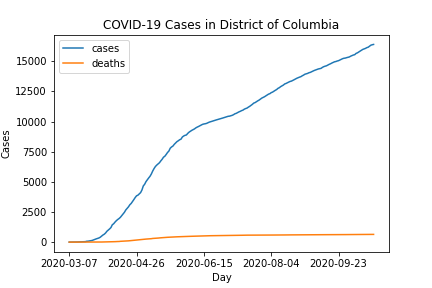 COVID-19 Cases in District of Columbia
cases
deaths
15000
12500
10000
7500
5000
2500
0
Cases
2020-03-07 2020-04-26 2020-06-15 2020-08-04 2020-09-23
Day